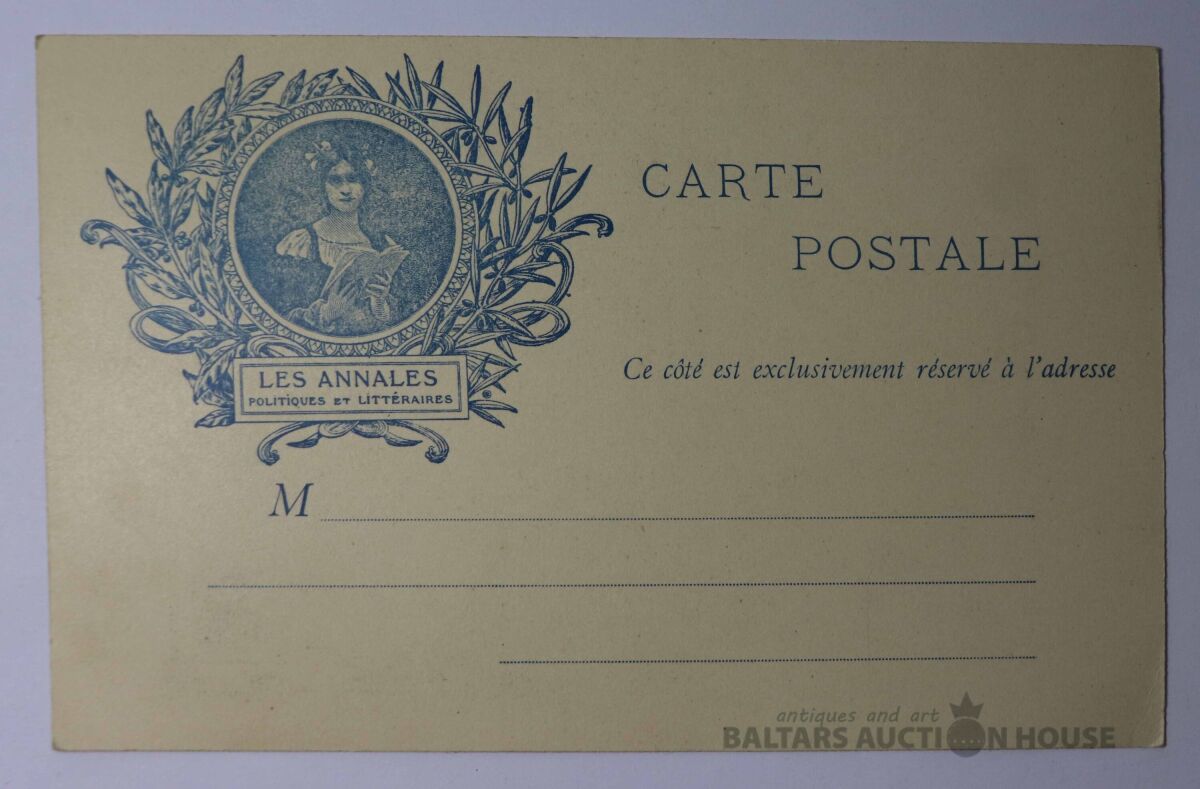 CARTE
POSTALE
LES ANNALES
POLITIQUES ET LITTÉRAIRES
Ce côté est exclusivement réservé à l'adresse
M
antiques and art
BALTARS AUCTION HOUSE